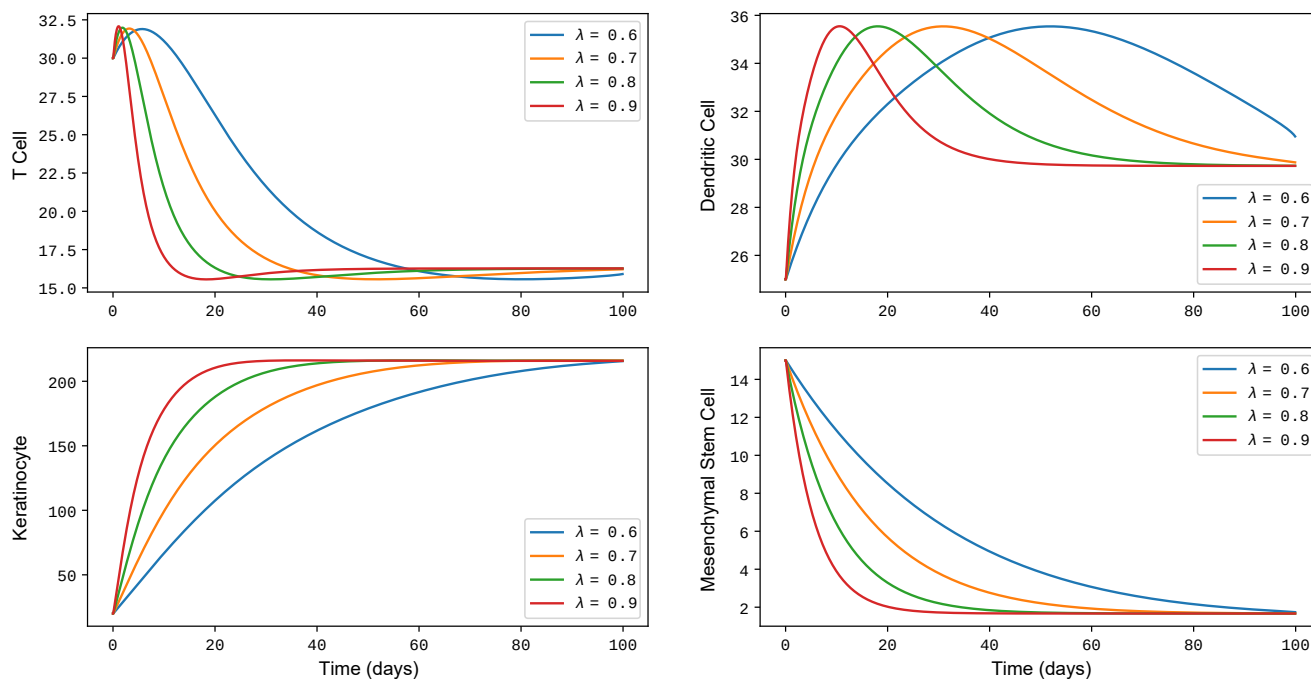 T Cell
32.5
30.0
27.5
25.0
22.5
20.0
17.5
15.0
0 20 40 60 80 100
λ = 0.6
λ = 0.7
λ = 0.8
λ = 0.9
Dendritic Cell
36
34
32
30
28
26
0 20 40 60 80 100
λ = 0.6
λ = 0.7
λ = 0.8
λ = 0.9
Keratinocyte
200
150
100
50
0 20 40 60 80 100
Time (days)
λ = 0.6
λ = 0.7
λ = 0.8
λ = 0.9
Mesenchymal Stem Cell
14
12
10
8
6
4
2
0 20 40 60 80 100
Time (days)
λ = 0.6
λ = 0.7
λ = 0.8
λ = 0.9